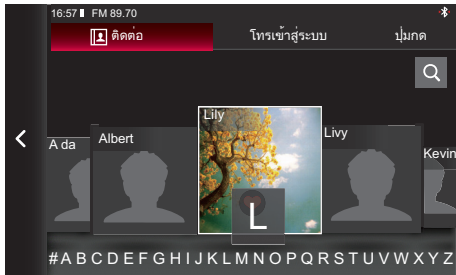 16:57 FM 89.70
ติดต่อ โทรเข้าสู่ระบบ ปุ่มกด
Lily
A da Albert Livy Kevin
L
#ABCDEFGHIJKLMNOPQRSTUVWXYZ